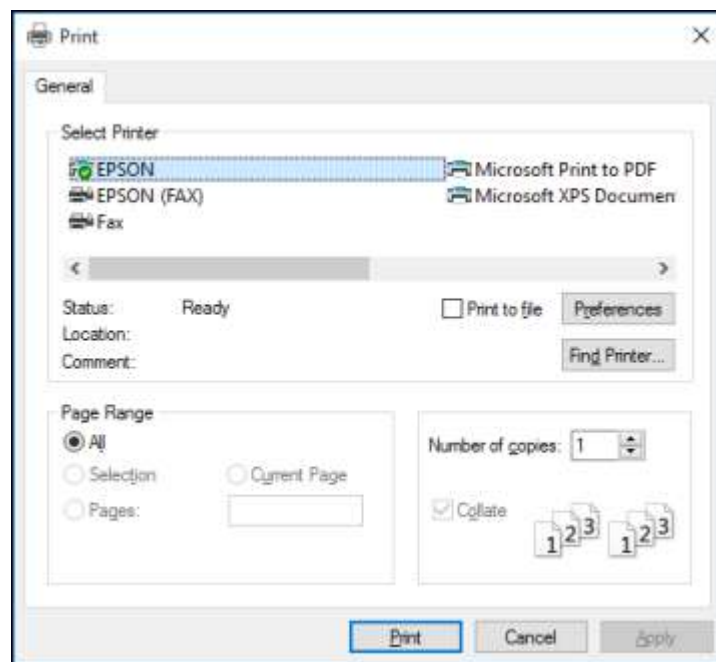 Print
General
Select Printer
EPSON
Microsoft Print to PDF
EPSON (FAX)
Microsoft XPS Documen
Fax
Status: Ready
Print to file
Preferences
Location:
Comment:
Find Printer...
Page Range
All
Selection
Current Page
Pages:
Number of copies: 1
Collate
1 2 3 1 2 3
Print
Cancel
Apply